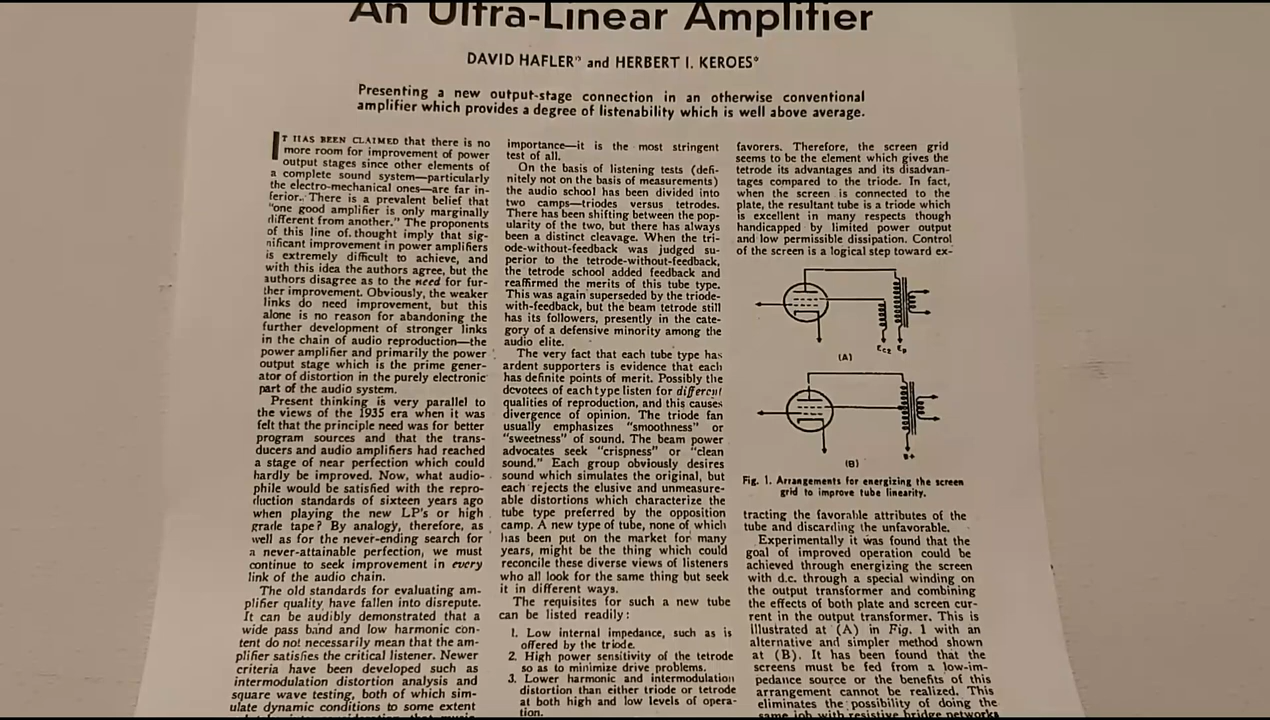 An Ultra-Linear Amplifier
DAVID HAFLER* and HERBERT I. KEROES*
Presenting a new output-stage connection in an otherwise conventional
amplifier which provides a degree of listenability which is well above average.
IT HAS BEEN CLAIMED that there is no
more room for improvement of power
output stages since other elements of
a complete sound system—particularly
the electro-mechanical ones—are far in-
ferior. There is a prevalent belief that
"one good amplifier is only marginally
different from another." The proponents
of this line of thought imply that sig-
nificant improvement in power amplifiers
is extremely difficult to achieve, and
with this idea the authors agree, but the
authors disagree as to the need for fur-
ther improvement. Obviously, the weaker
links do need improvement, but this
alone is no reason for abandoning the
further development of stronger links
in the chain of audio reproduction—the
power amplifier and primarily the power
output stage which is the prime gener-
ator of distortion in the purely electronic
part of the audio system.
Present thinking is very parallel to
the views of the 1935 era when it was
felt that the principle need was for better
program sources and that the trans-
ducers and audio amplifiers had reached
a stage of near perfection which could
hardly be improved. Now, what audio-
phile would be satisfied with the repro-
duction standards of sixteen years ago
when playing the new LP's or high
grade tape? By analogy, therefore, as
well as for the never-ending search for
a never-attainable perfection, we must
continue to seek improvement in every
link of the audio chain.
The old standards for evaluating am-
plifier quality have fallen into disrepute.
It can be audibly demonstrated that a
wide pass band and low harmonic con-
tent do not necessarily mean that the am-
plifier satisfies the critical listener. Newer
criteria have been developed such as
intermodulation distortion analysis and
square wave testing, both of which sim-
ulate dynamic conditions to some extent
importance—it is the most stringent
test of all.
On the basis of listening tests (defi-
nitely not on the basis of measurements)
the audio school has been divided into
two camps—triodes versus tetrodes.
There has been shifting between the pop-
ularity of the two, but there has always
been a distinct cleavage. When the tri-
ode-without-feedback was judged su-
perior to the tetrode-without-feedback,
the tetrode school added feedback and
reaffirmed the merits of this tube type.
This was again superseded by the triode-
with-feedback, but the beam tetrode still
has its followers, presently in the cate-
gory of a defensive minority among the
audio elite.
The very fact that each tube type has
ardent supporters is evidence that each
has definite points of merit. Possibly the
devotees of each type listen for different
qualities of reproduction, and this causes
divergence of opinion. The triode fan
usually emphasizes "smoothness" or
"sweetness" of sound. The beam power
advocates seek "crispness" or "clean
sound." Each group obviously desires
sound which simulates the original, but
each rejects the elusive and unmeasure-
able distortions which characterize the
tube type preferred by the opposition
camp. A new type of tube, none of which
has been put on the market for many
years, might be the thing which could
reconcile these diverse views of listeners
who all look for the same thing but seek
it in different ways.
The requisites for such a new tube
can be listed readily:
1. Low internal impedance, such as is
offered by the triode.
2. High power sensitivity of the tetrode
so as to minimize drive problems.
3. Lower harmonic and intermodulation
distortion than either triode or tetrode
at both high and low levels of opera-
tion.
favorers. Therefore, the screen grid
seems to be the element which gives the
tetrode its advantages and its disadvan-
tages compared to the triode. In fact,
when the screen is connected to the
plate, the resultant tube is a triode which
is excellent in many respects though
handicapped by limited power output
and low permissible dissipation. Control
of the screen is a logical step toward ex-
Ec2 Ep
(A)
B+
(B)
Fig. 1. Arrangements for energizing the screen
grid to improve tube linearity.
tracting the favorable attributes of the
tube and discarding the unfavorable.
Experimentally it was found that the
goal of improved operation could be
achieved through energizing the screen
with d.c. through a special winding on
the output transformer and combining
the effects of both plate and screen cur-
rent in the output transformer. This is
illustrated at (A) in Fig. 1 with an
alternative and simpler method shown
at (B). It has been found that the
screens must be fed from a low-im-
pedance source or the benefits of this
arrangement cannot be realized. This
eliminates the possibility of doing the
same job with resistive bridge networks